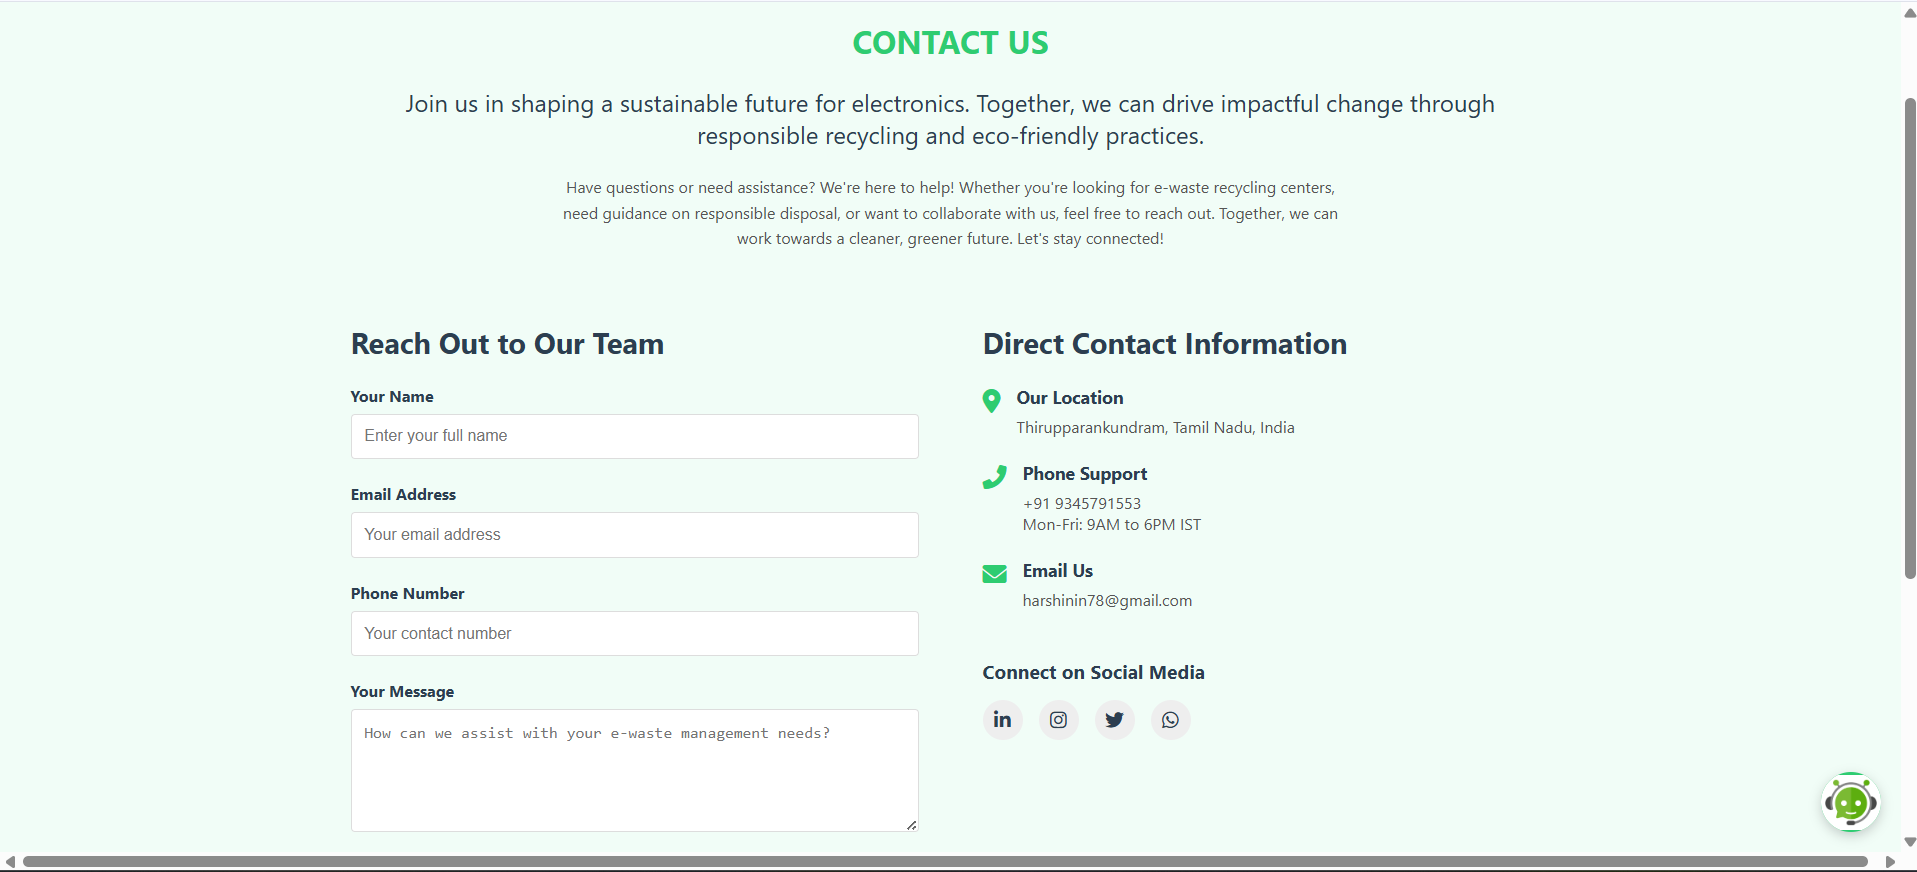 CONTACT US
Join us in shaping a sustainable future for electronics. Together, we can drive impactful change through
responsible recycling and eco-friendly practices.
Have questions or need assistance? We're here to help! Whether you're looking for e-waste recycling centers,
need guidance on responsible disposal, or want to collaborate with us, feel free to reach out. Together, we can
work towards a cleaner, greener future. Let's stay connected!
Reach Out to Our Team
Your Name
Enter your full name
Email Address
Your email address
Phone Number
Your contact number
Your Message
How can we assist with your e-waste management needs?
Direct Contact Information
Our Location
Thirupparankundram, Tamil Nadu, India
Phone Support
+91 9345791553
Mon-Fri: 9AM to 6PM IST
Email Us
harshinin78@gmail.com
Connect on Social Media